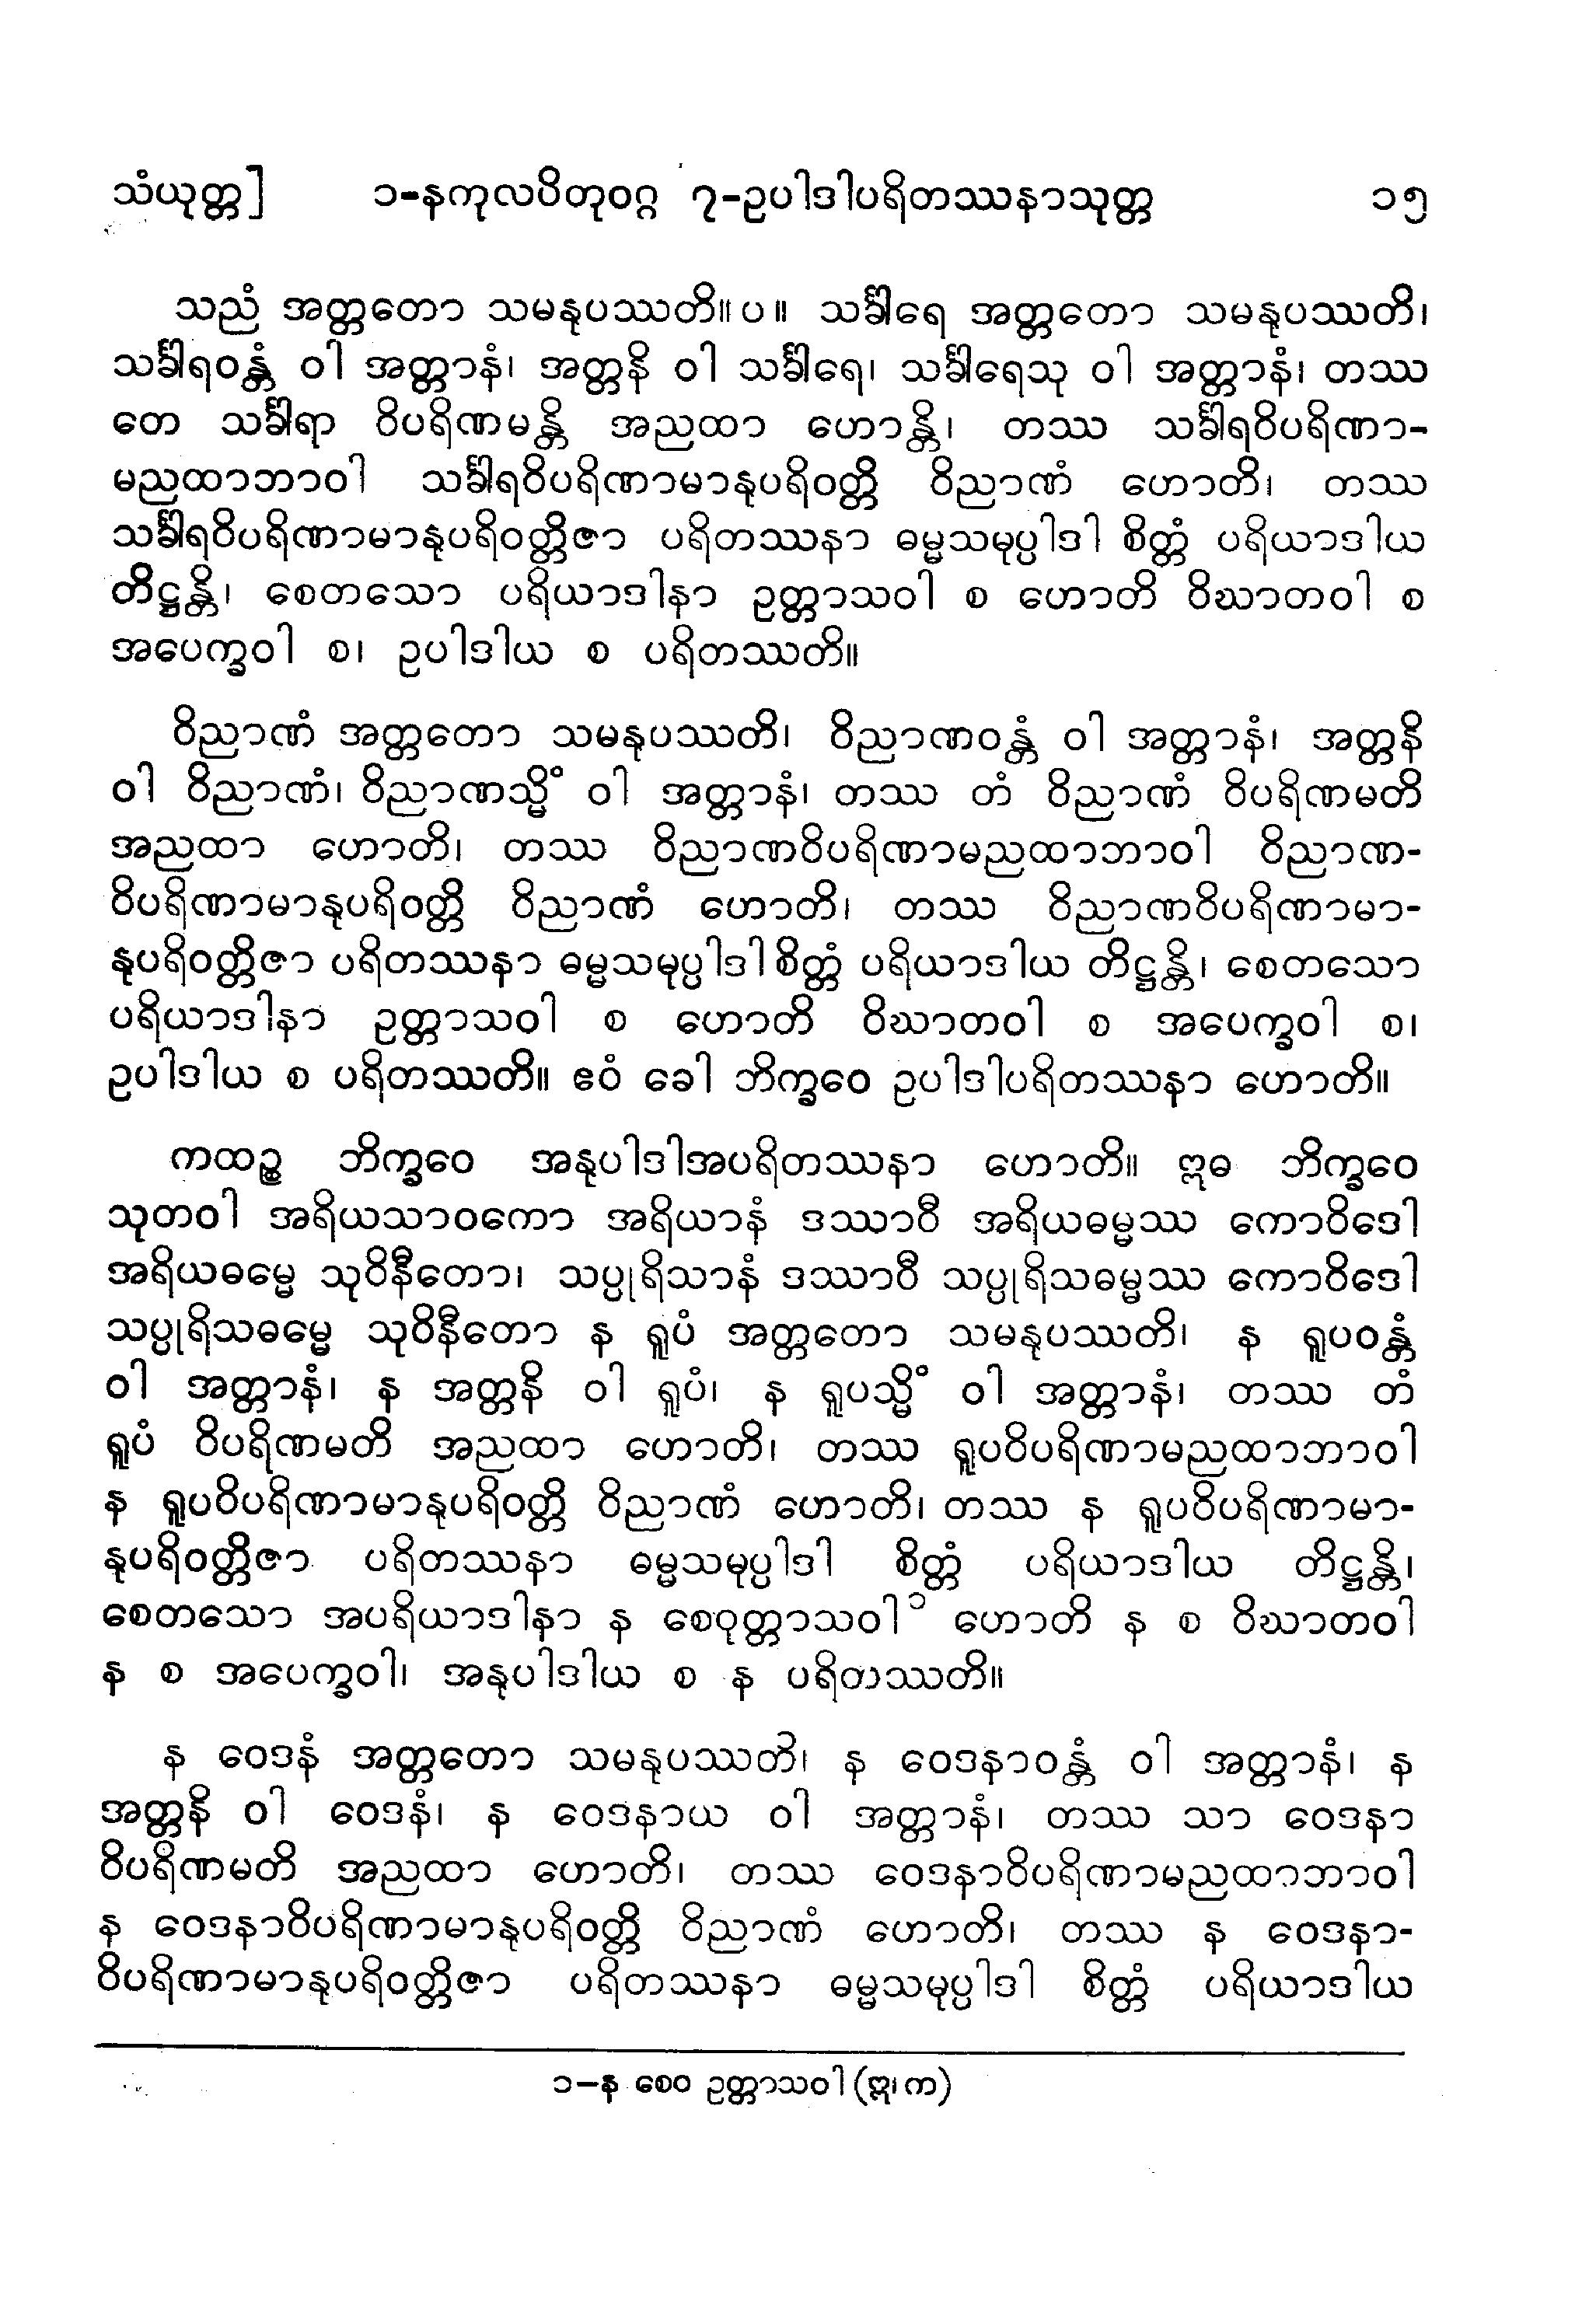 သံယုတ္တ] ၁-နကုလပိတုဝဂ္ဂ ၇-ဥပါဒါပရိတဿနာသုတ္တ ၁၅
သညံ အတ္တတော သမနုပဿတိ။ပ။ သင်္ခါရေ အတ္တတော သမနုပဿတိ၊
သင်္ခါရဝန္တံ ဝါ အတ္တာနံ၊ အတ္တနိ ဝါ သင်္ခါရေ၊ သင်္ခါရေသု ဝါ အတ္တာနံ၊ တဿ
တေ သင်္ခါရာ ဝိပရိဏမန္တိ အညထာ ဟောန္တိ၊ တဿ သင်္ခါရဝိပရိဏာ-
မညထာဘာဝါ သင်္ခါရဝိပရိဏာမာနုပရိဝတ္တိ ဝိညာဏံ ဟောတိ၊ တဿ
သင်္ခါရဝိပရိဏာမာနုပရိဝတ္တိဇာ ပရိတဿနာ ဓမ္မသမုပ္ပါဒါ စိတ္တံ ပရိယာဒါယ
တိဋ္ဌန္တိ၊ စေတသော ပရိယာဒါနာ ဥတ္တာသဝါ စ ဟောတိ ဝိဃာတဝါ စ
အပေက္ခဝါ စ၊ ဥပါဒါယ စ ပရိတဿတိ။
ဝိညာဏံ အတ္တတော သမနုပဿတိ၊ ဝိညာဏဝန္တံ ဝါ အတ္တာနံ၊ အတ္တနိ
ဝါ ဝိညာဏံ၊ ဝိညာဏသ္မိံ ဝါ အတ္တာနံ၊ တဿ တံ ဝိညာဏံ ဝိပရိဏမတိ
အညထာ ဟောတိ၊ တဿ ဝိညာဏဝိပရိဏာမညထာဘာဝါ ဝိညာဏ-
ဝိပရိဏာမာနုပရိဝတ္တိ ဝိညာဏံ ဟောတိ၊ တဿ ဝိညာဏဝိပရိဏာမာ-
နုပရိဝတ္တိဇာ ပရိတဿနာ ဓမ္မသမုပ္ပါဒါ စိတ္တံ ပရိယာဒါယ တိဋ္ဌန္တိ၊ စေတသော
ပရိယာဒါနာ ဥတ္တာသဝါ စ ဟောတိ ဝိဃာတဝါ စ အပေက္ခဝါ စ၊
ဥပါဒါယ စ ပရိတဿတိ။ ဧဝံ ခေါ ဘိက္ခဝေ ဥပါဒါပရိတဿနာ ဟောတိ။
ကထဉ္စ ဘိက္ခဝေ အနုပါဒါအပရိတဿနာ ဟောတိ။ ဣဓ ဘိက္ခဝေ
သုတဝါ အရိယသာဝကော အရိယာနံ ဒဿာဝီ အရိယဓမ္မဿ ကောဝိဒေါ
အရိယဓမ္မေ သုဝိနီတော၊ သပ္ပုရိသာနံ ဒဿာဝီ သပ္ပုရိသဓမ္မဿ ကောဝိဒေါ
သပ္ပုရိသဓမ္မေ သုဝိနီတော န ရူပံ အတ္တတော သမနုပဿတိ၊ န ရူပဝန္တံ
ဝါ အတ္တာနံ၊ န အတ္တနိ ဝါ ရူပံ၊ န ရူပသ္မိံ ဝါ အတ္တာနံ၊ တဿ တံ
ရူပံ ဝိပရိဏမတိ အညထာ ဟောတိ၊ တဿ ရူပဝိပရိဏာမညထာဘာဝါ
န ရူပဝိပရိဏာမာနုပရိဝတ္တိ ဝိညာဏံ ဟောတိ၊ တဿ န ရူပဝိပရိဏာမာ-
နုပရိဝတ္တိဇာ ပရိတဿနာ ဓမ္မသမုပ္ပါဒါ စိတ္တံ ပရိယာဒါယ တိဋ္ဌန္တိ၊
စေတသော အပရိယာဒါနာ န စေဝုတ္တာသဝါ ၁ ဟောတိ န စ ဝိဃာတဝါ
န စ အပေက္ခဝါ၊ အနုပါဒါယ စ န ပရိတဿတိ။
န ဝေဒနံ အတ္တတော သမနုပဿတိ၊ န ဝေဒနာဝန္တံ ဝါ အတ္တာနံ၊ န
အတ္တနိ ဝါ ဝေဒနံ၊ န ဝေဒနာယ ဝါ အတ္တာနံ၊ တဿ သာ ဝေဒနာ
ဝိပရိဏမတိ အညထာ ဟောတိ၊ တဿ ဝေဒနာဝိပရိဏာမညထာဘာဝါ
န ဝေဒနာဝိပရိဏာမာနုပရိဝတ္တိ ဝိညာဏံ ဟောတိ၊ တဿ န ဝေဒနာ-
ဝိပရိဏာမာနုပရိဝတ္တိဇာ ပရိတဿနာ ဓမ္မသမုပ္ပါဒါ စိတ္တံ ပရိယာဒါယ
၁-န စေဝ ဥတ္တာသဝါ (ဣ၊ က)